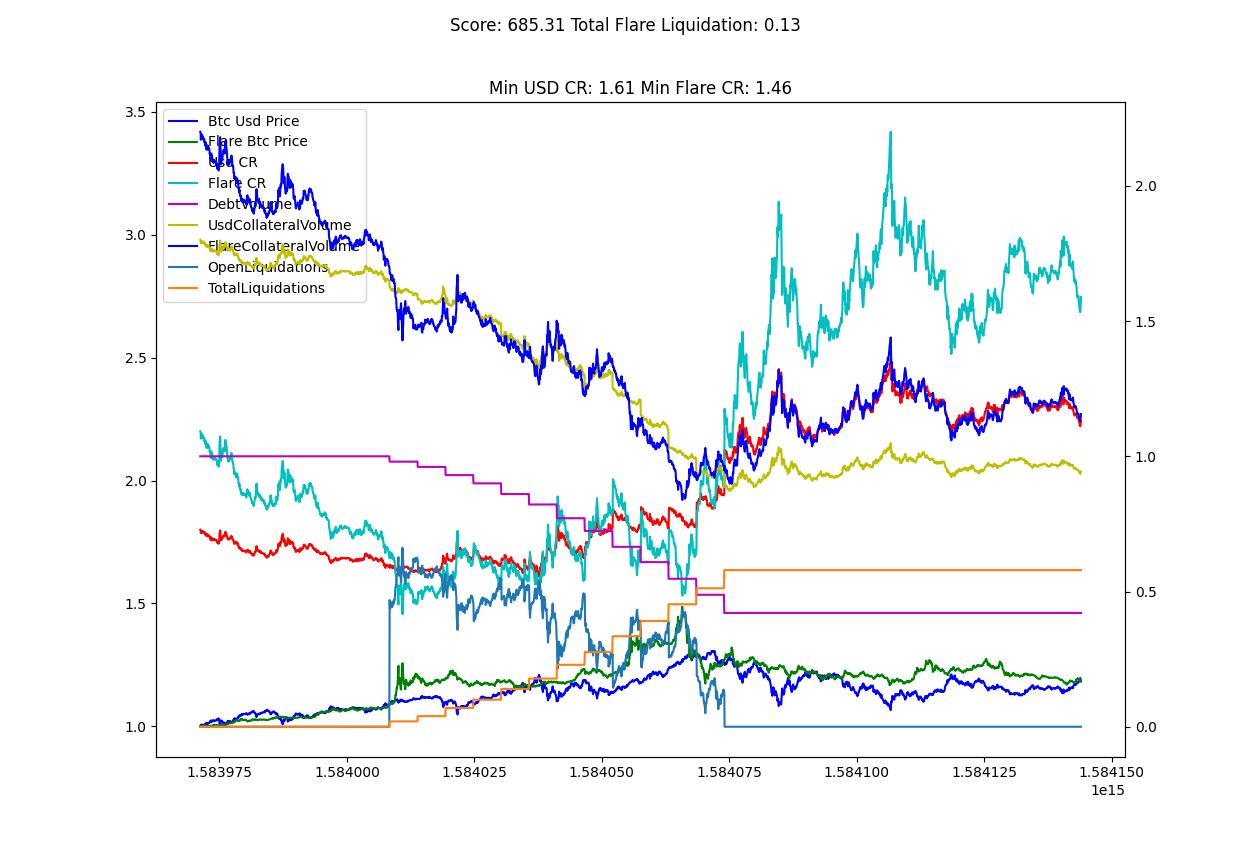 Score: 685.31 Total Flare Liquidation: 0.13
Min USD CR: 1.61 Min Flare CR: 1.46
Btc Usd Price
Flare Btc Price
Usd CR
Flare CR
DebtVolume
UsdCollateralVolume
FlareCollateralVolume
OpenLiquidations
TotalLiquidations
3.5
3.0
2.5
2.0
1.5
1.0
2.0
1.5
1.0
0.5
0.0
1.583975
1.584000
1.584025
1.584050
1.584075
1.584100
1.584125
1.584150
1e15